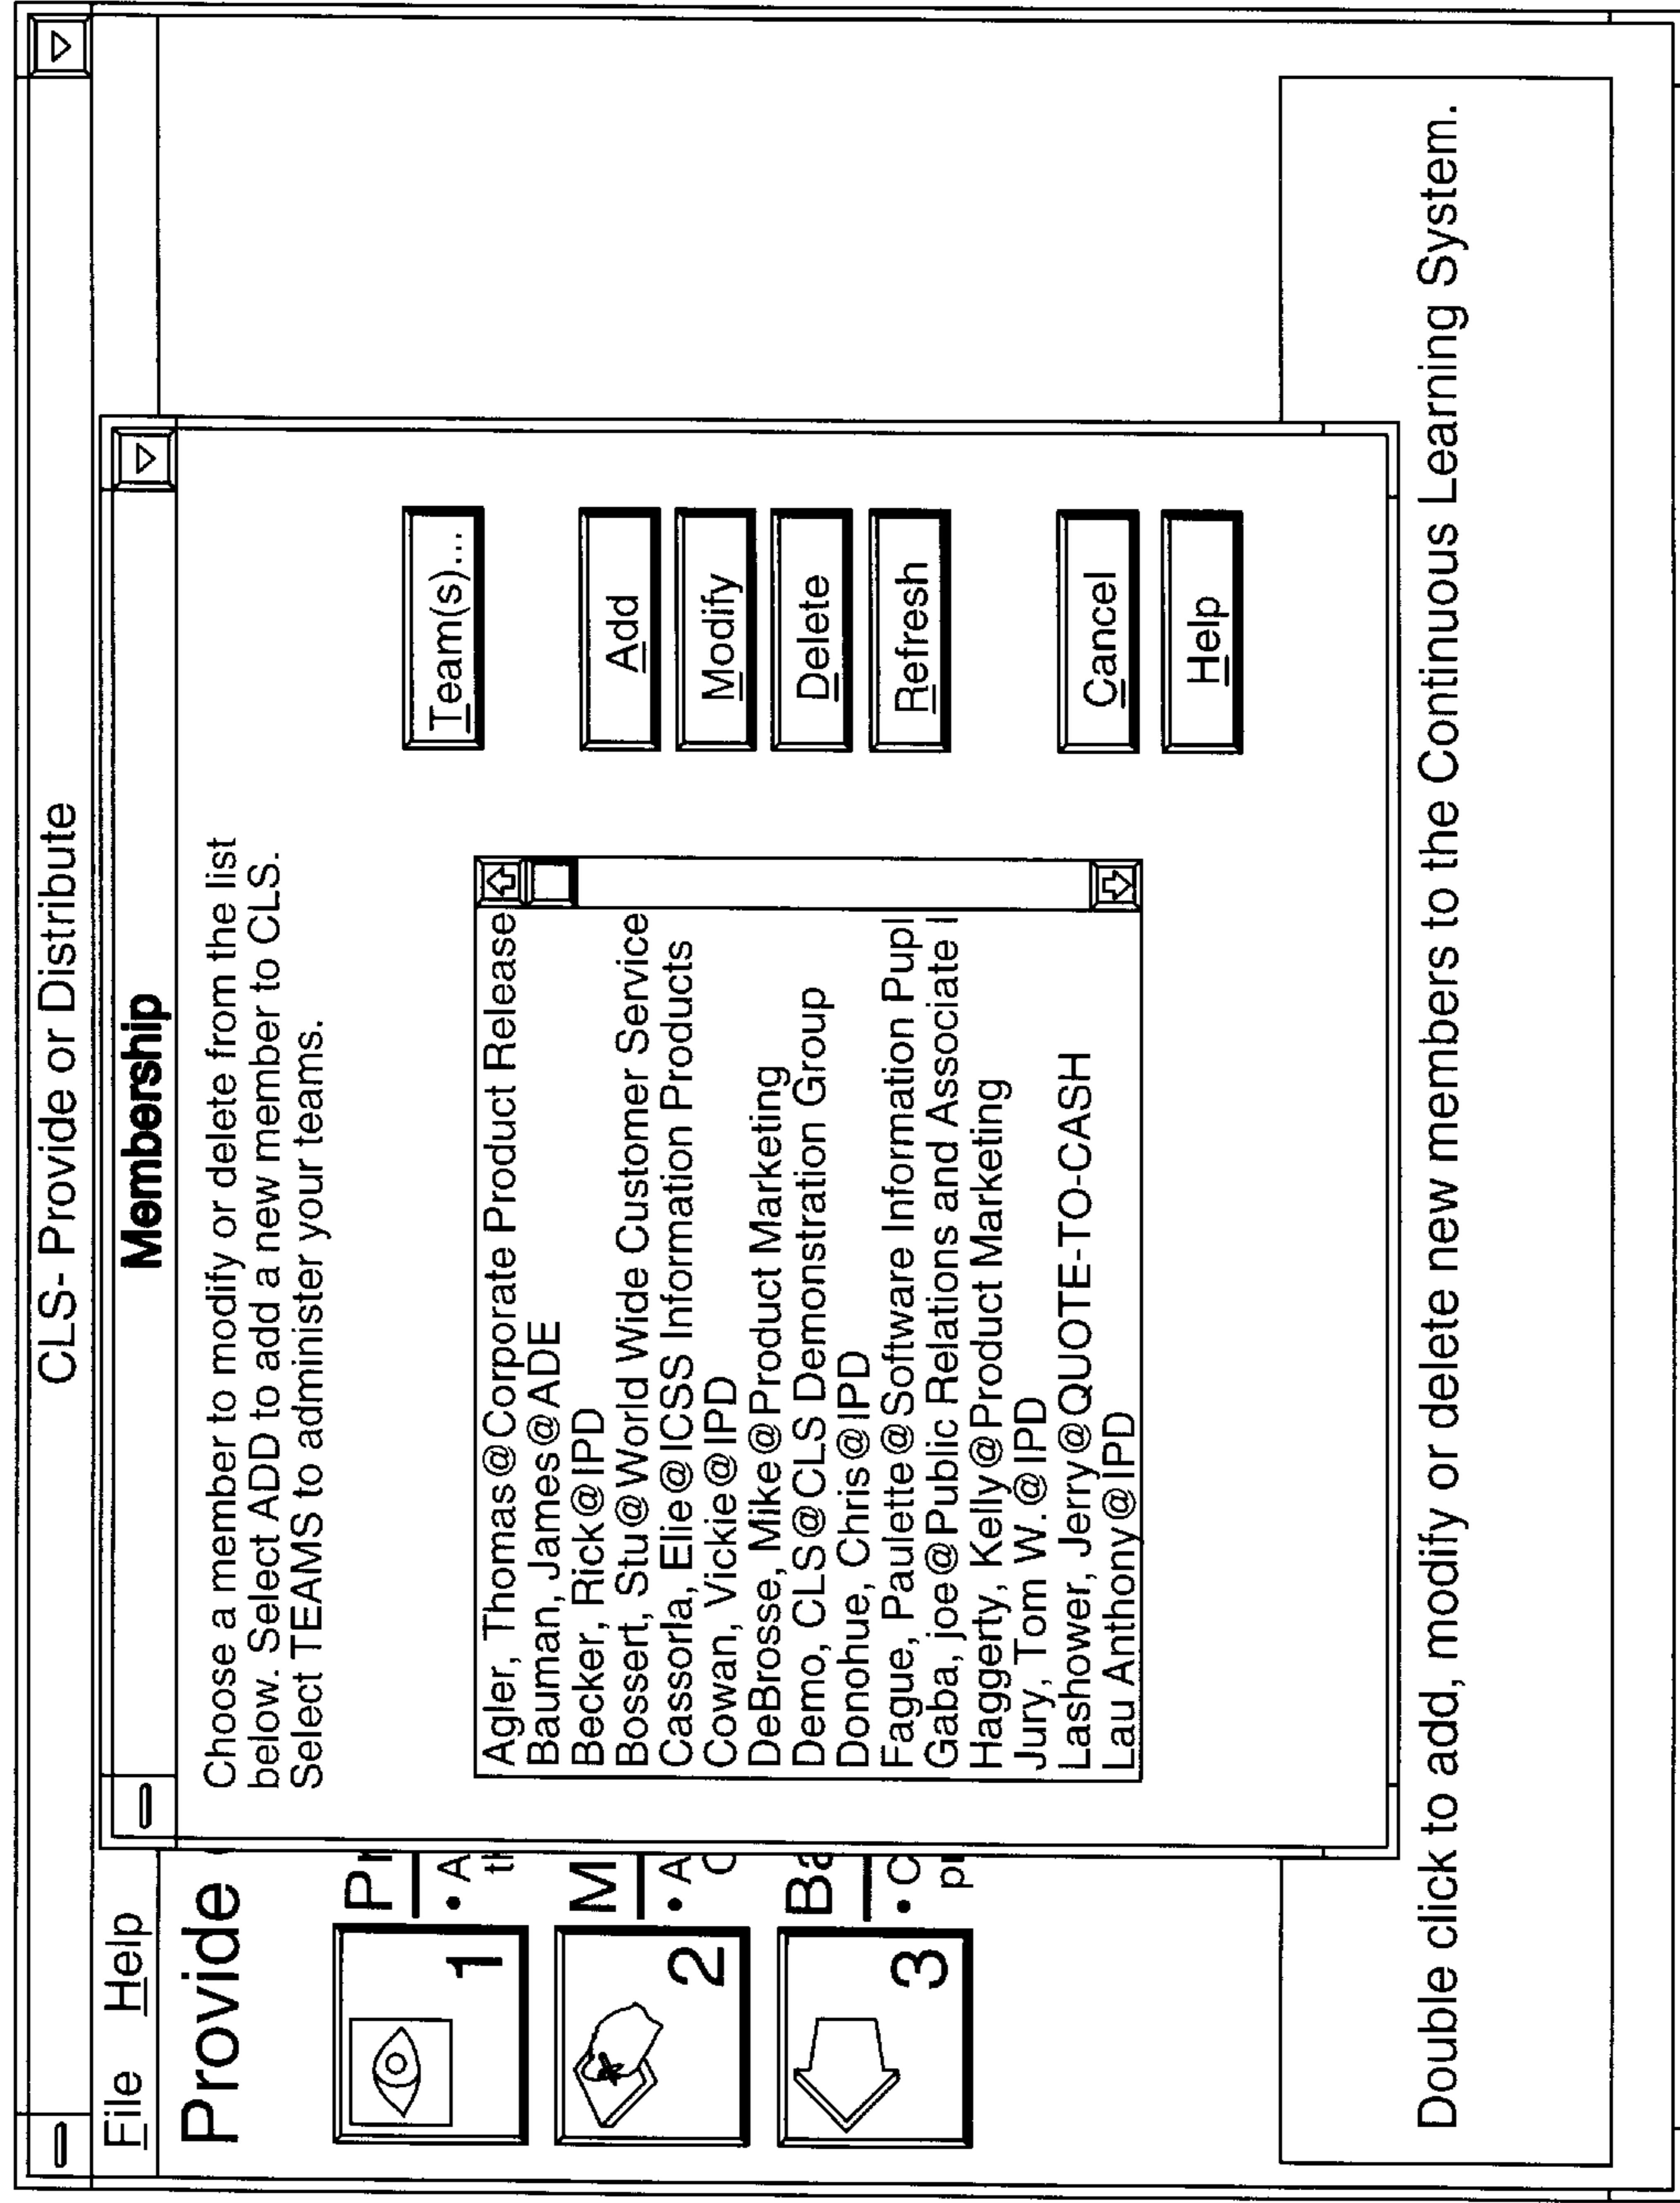 CLS- Provide or Distribute
File Help
Membership
Provide
Choose a member to modify or delete from the list
below. Select ADD to add a new member to CLS.
Select TEAMS to administer your teams.
1
Pr
• A
th
2
M
• A
C
3
Ba
• C
pr
Team(s)...
Agler, Thomas@Corporate Product Release
Bauman, James@ADE
Becker, Rick@IPD
Bossert, Stu@World Wide Customer Service
Cassorla, Elie@ICSS Information Products
Cowan, Vickie@IPD
DeBrosse, Mike@Product Marketing
Demo, CLS@CLS Demonstration Group
Donohue, Chris@IPD
Fague, Paulette@Software Information Pupl
Gaba, joe@Public Relations and Associate
Haggerty, Kelly@Product Marketing
Jury, Tom W.@IPD
Lashower, Jerry@QUOTE-TO-CASH
Lau Anthony@IPD
Add
Modify
Delete
Refresh
Cancel
Help
Double click to add, modify or delete new members to the Continuous Learning System.